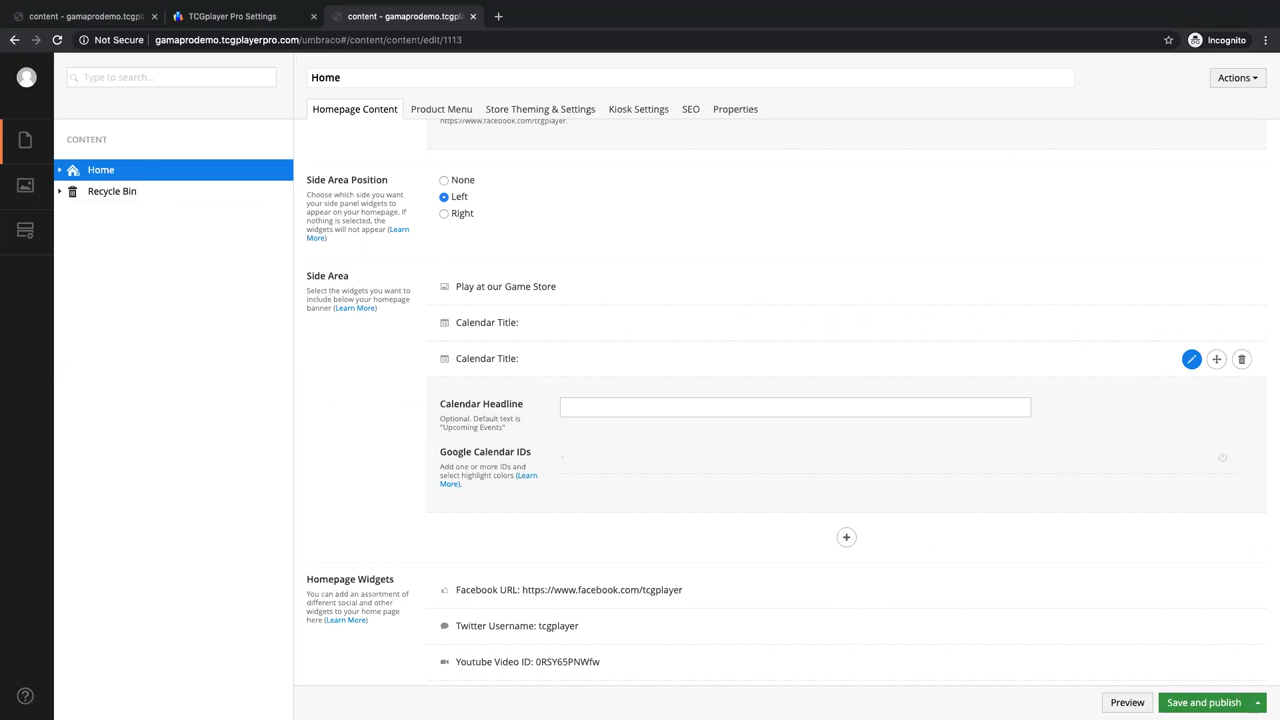 content - gamaprodemo.tcgpl
TCGplayer Pro Settings
content - gamaprodemo.tcgpl
Not Secure
gamaprodemo.tcgplayerpro.com/umbraco#/content/content/edit/1113
Incognito
Type to search...
Home
Actions
Homepage Content
Product Menu
Store Theming & Settings
Kiosk Settings
SEO
Properties
CONTENT
Home
Recycle Bin
https://www.facebook.com/tcgplayer.
Side Area Position
Choose which side you want
your side panel widgets to
appear on your homepage. If
nothing is selected, the
widgets will not appear (Learn
More)
None
Left
Right
Side Area
Select the widgets you want to
include below your homepage
banner (Learn More)
Play at our Game Store
Calendar Title:
Calendar Title:
Calendar Headline
Optional. Default text is
"Upcoming Events"
Google Calendar IDs
Add one or more IDs and
select highlight colors (Learn
More).
Homepage Widgets
You can add an assortment of
different social and other
widgets to your home page
here (Learn More)
Facebook URL: https://www.facebook.com/tcgplayer
Twitter Username: tcgplayer
Youtube Video ID: 0RSY65PNWfw
Preview
Save and publish